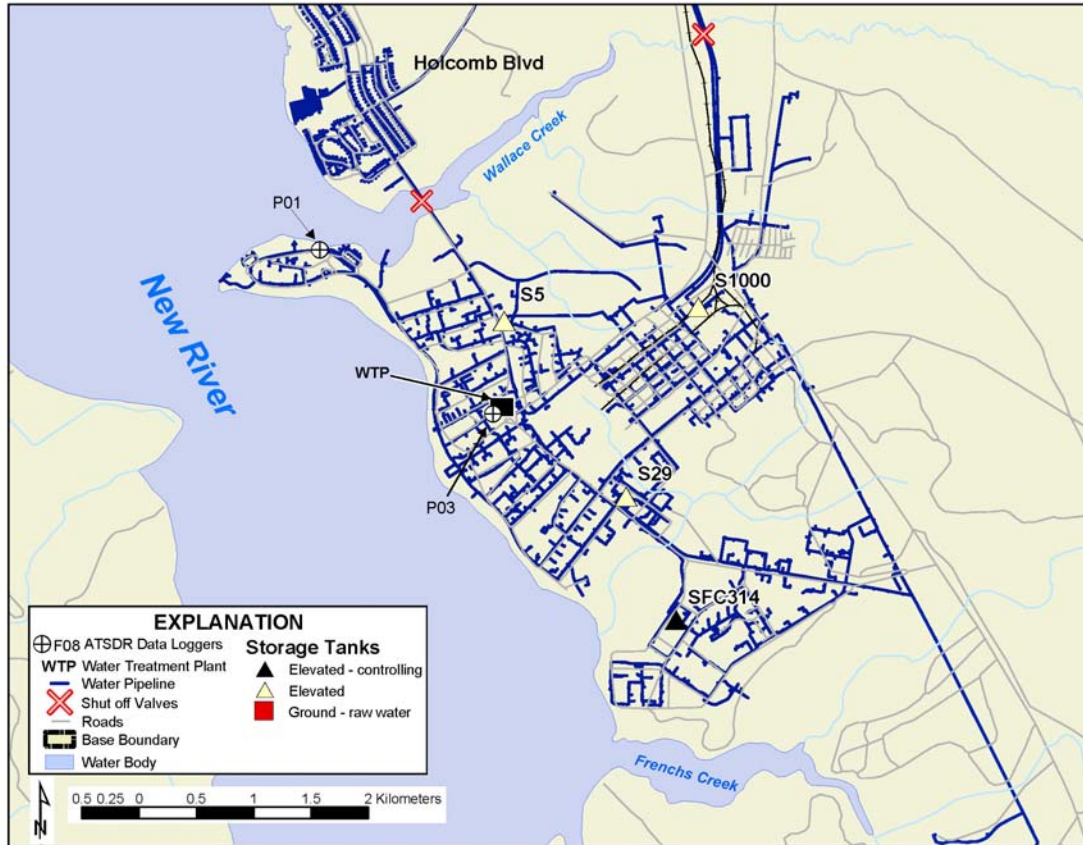 Holcomb Blvd
Wallace Creek
P01
New River
S5
S1000
WTP
P03
S29
SFC314
Frenchs Creek
EXPLANATION
F08 ATSDR Data Loggers
WTP Water Treatment Plant
Water Pipeline
Shut off Valves
Roads
Base Boundary
Water Body
Storage Tanks
Elevated - controlling
Elevated
Ground - raw water
N
0.5 0.25 0 0.5 1 1.5 2 Kilometers